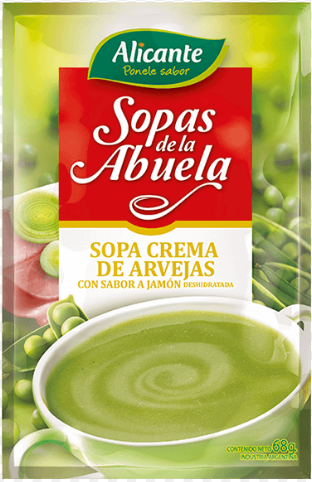 Alicante
Ponele sabor
Sopas
de la
Abuela
SOPA CREMA
DE ARVEJAS
CON SABOR A JAMÓN DESHIDRATADA
CONTENIDO NETO 68g.
INDUSTRIA ARGENTINA